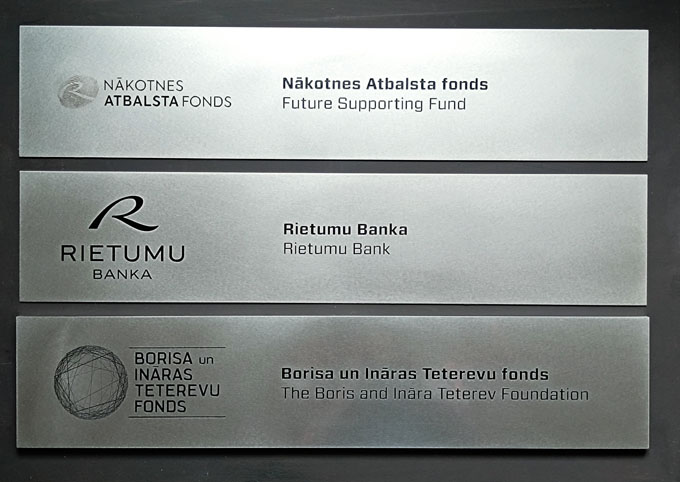 NĀKOTNES
ATBALSTA FONDS
Nākotnes Atbalsta fonds
Future Supporting Fund
R
RIETUMU
BANKA
Rietumu Banka
Rietumu Bank
BORISA un
INĀRAS
TETEREVU
FONDS
Borisa un Ināras Teterevu fonds
The Boris and Ināra Teterev Foundation